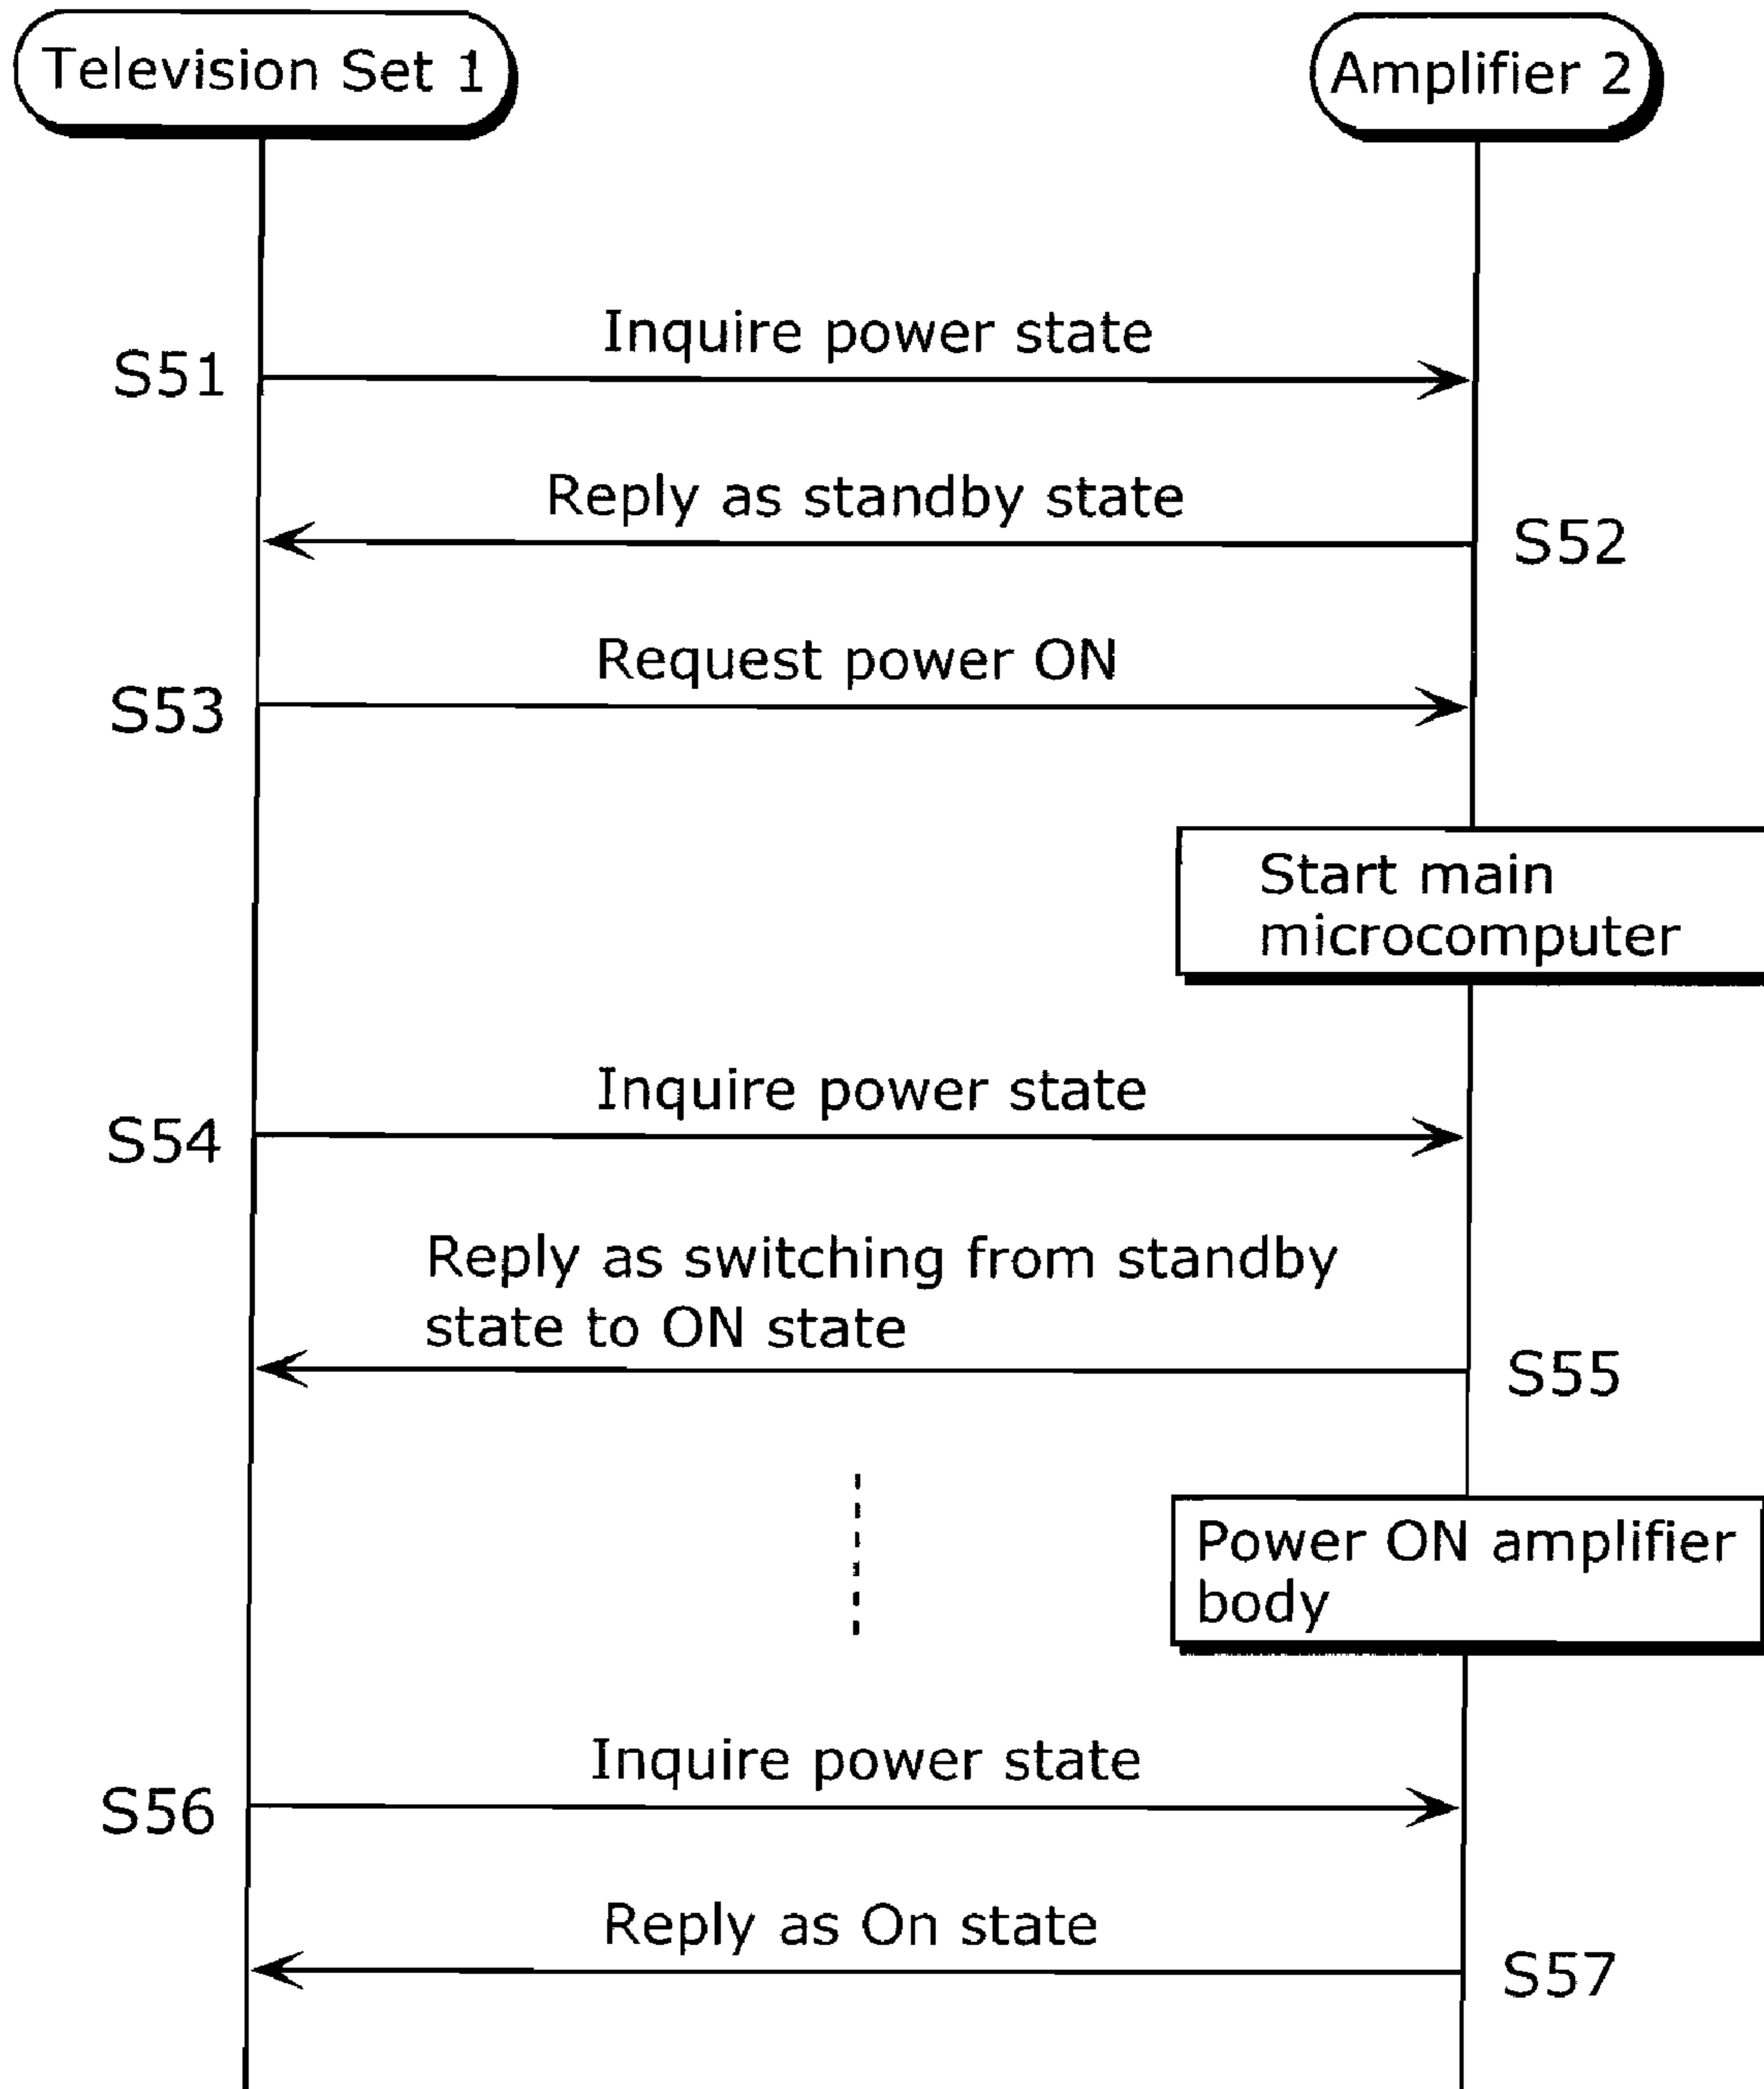 Television Set 1
Amplifier 2
Inquire power state
S51
Reply as standby state
S52
Request power ON
S53
Start main
microcomputer
Inquire power state
S54
Reply as switching from standby
state to ON state
S55
Power ON amplifier
body
Inquire power state
S56
Reply as On state
S57